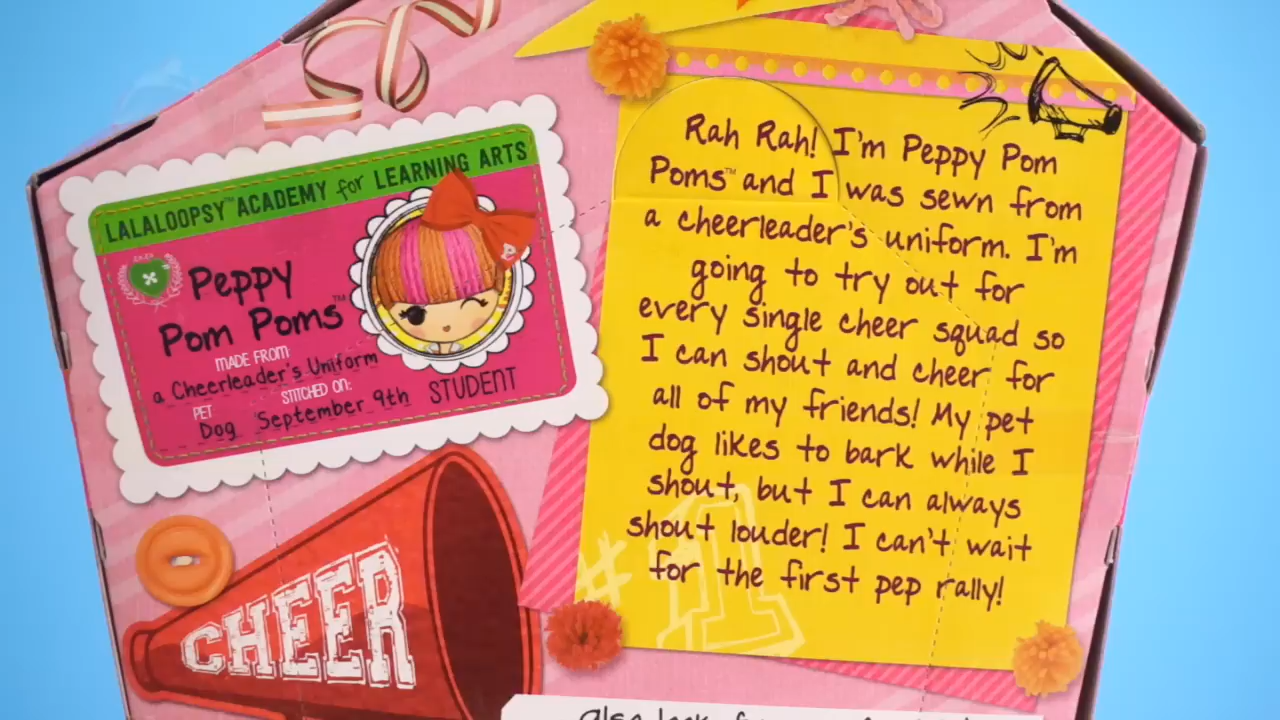 LALALOOPSY™ ACADEMY for LEARNING ARTS
Peppy
Pom Poms™
MADE FROM:
a Cheerleader's Uniform
PET
STITCHED ON:
Dog
September 9th
STUDENT
P
CHEER
Rah Rah! I'm Peppy Pom
Poms™ and I was sewn from
a cheerleader's uniform. I'm
going to try out for
every single cheer squad so
I can shout and cheer for
all of my friends! My pet
dog likes to bark while I
shout, but I can always
shout louder! I can't wait
for the first pep rally!
#1
also look